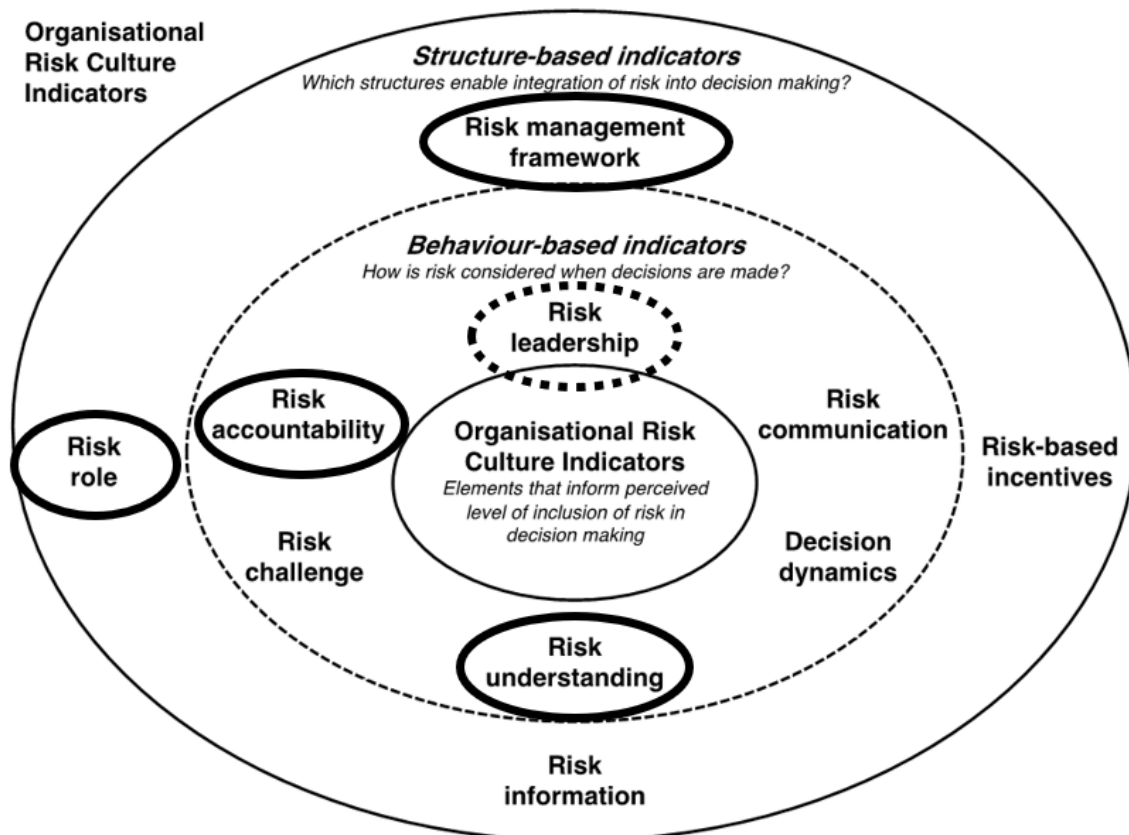 Organisational
Risk Culture
Indicators
Structure-based indicators
Which structures enable integration of risk into decision making?
Risk management
framework
Behaviour-based indicators
How is risk considered when decisions are made?
Risk
leadership
Risk
accountability
Risk
communication
Risk
role
Organisational Risk
Culture Indicators
Elements that inform perceived
level of inclusion of risk in
decision making
Risk-based
incentives
Risk
challenge
Decision
dynamics
Risk
understanding
Risk
information